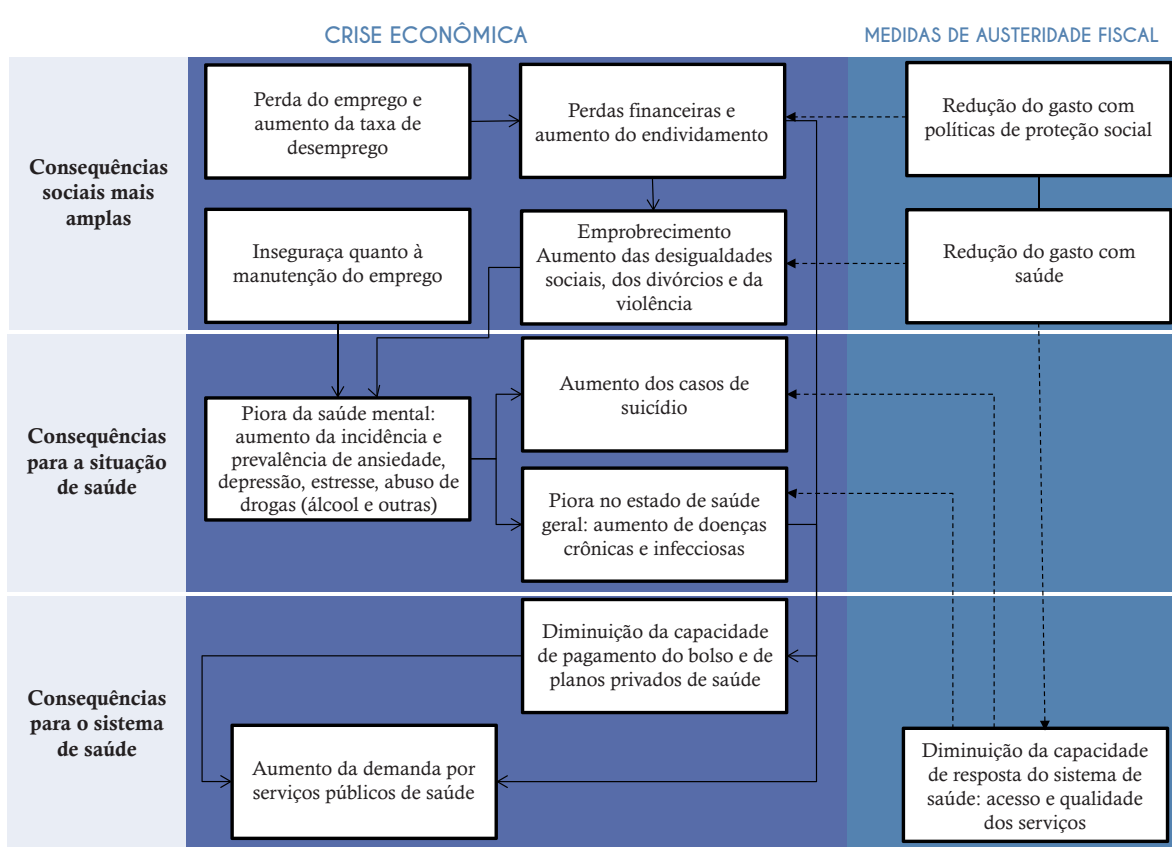 CRISE ECONÔMICA
MEDIDAS DE AUSTERIDADE FISCAL
Consequências
sociais mais
amplas
Perda do emprego e
aumento da taxa de
desemprego
Perdas financeiras e
aumento do endividamento
Redução do gasto com
políticas de proteção social
Inseguraça quanto à
manutenção do emprego
Emprobrecimento
Aumento das desigualdades
sociais, dos divórcios e da
violência
Redução do gasto com
saúde
Consequências
para a situação
de saúde
Piora da saúde mental:
aumento da incidência e
prevalência de ansiedade,
depressão, estresse, abuso de
drogas (álcool e outras)
Aumento dos casos de
suicídio
Piora no estado de saúde
geral: aumento de doenças
crônicas e infecciosas
Consequências
para o sistema
de saúde
Diminuição da capacidade
de pagamento do bolso e de
planos privados de saúde
Aumento da demanda por
serviços públicos de saúde
Diminuição da capacidade
de resposta do sistema de
saúde: acesso e qualidade
dos serviços